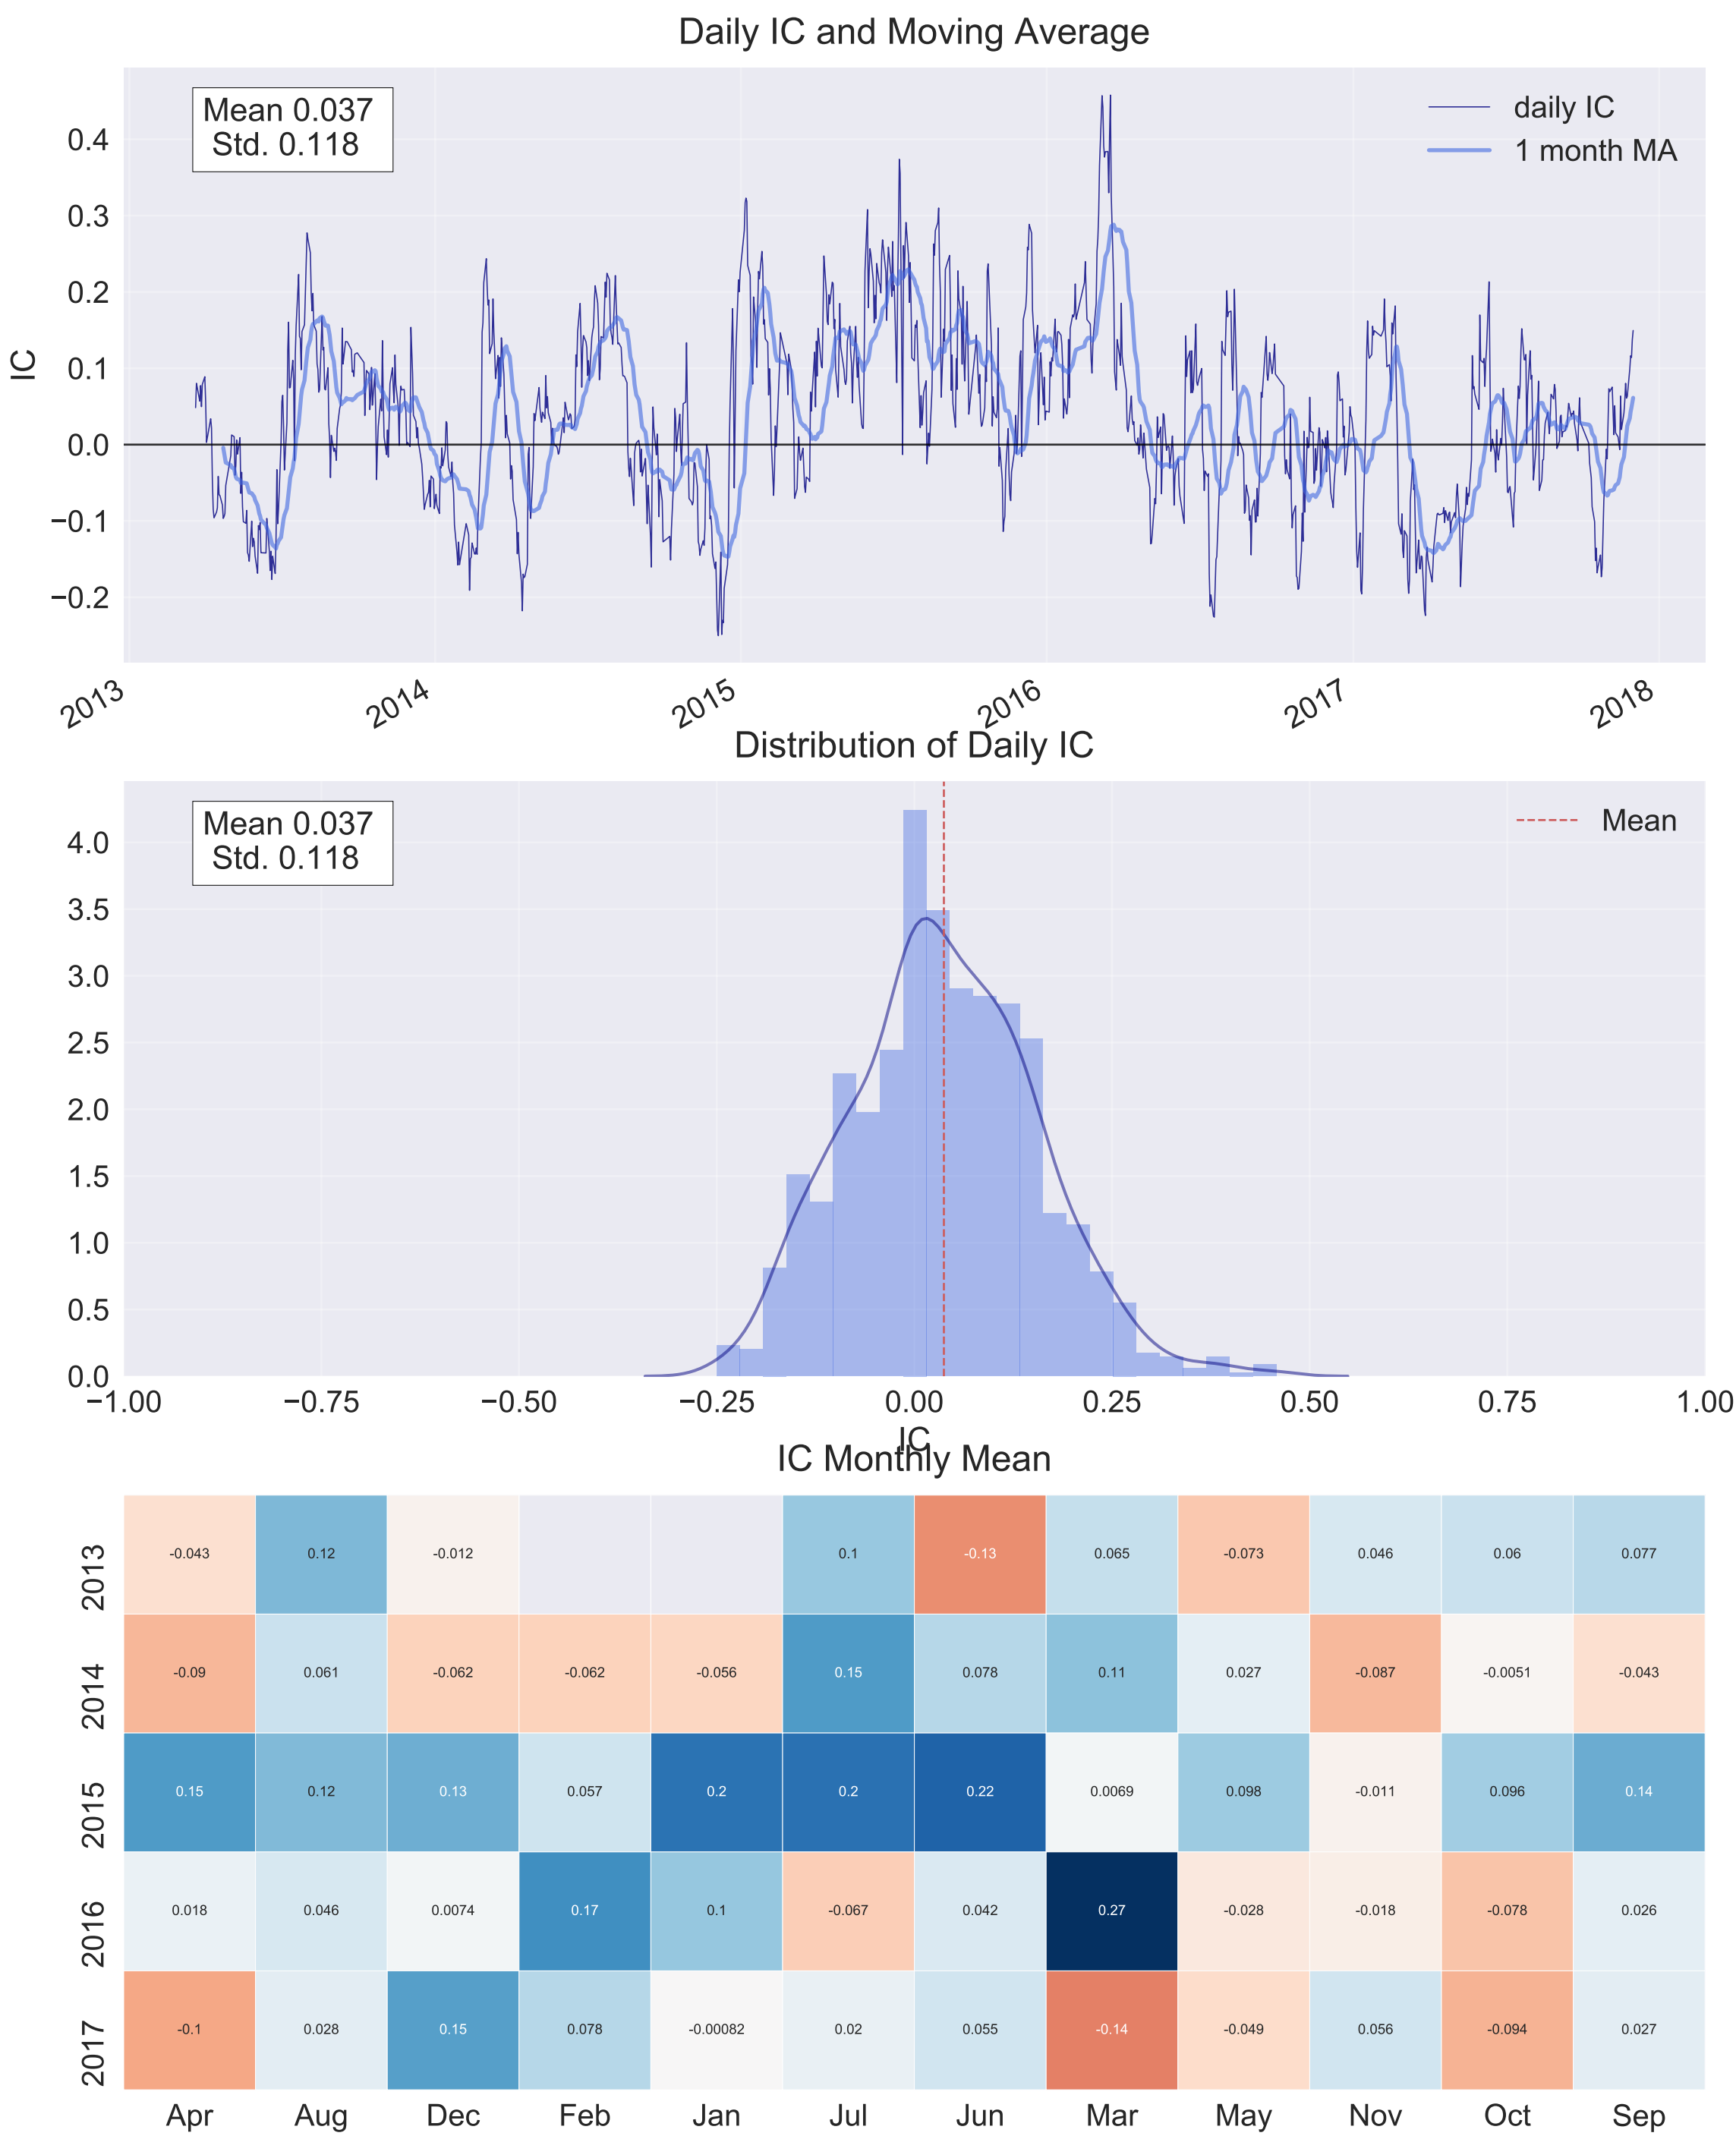 Daily IC and Moving Average
Mean 0.037
Std. 0.118
daily IC
1 month MA
IC
0.4
0.3
0.2
0.1
0.0
−0.1
−0.2
2013 2014 2015 2016 2017 2018
Distribution of Daily IC
Mean 0.037
Std. 0.118
Mean
4.0
3.5
3.0
2.5
2.0
1.5
1.0
0.5
0.0
−1.00 −0.75 −0.50 −0.25 0.00 0.25 0.50 0.75 1.00
IC
IC Monthly Mean
2013 -0.043 0.12 -0.012 0.1 -0.13 0.065 -0.073 0.046 0.06 0.077
2014 -0.09 0.061 -0.062 -0.062 -0.056 0.15 0.078 0.11 0.027 -0.087 -0.0051 -0.043
2015 0.15 0.12 0.13 0.057 0.2 0.2 0.22 0.0069 0.098 -0.011 0.096 0.14
2016 0.018 0.046 0.0074 0.17 0.1 -0.067 0.042 0.27 -0.028 -0.018 -0.078 0.026
2017 -0.1 0.028 0.15 0.078 -0.00082 0.02 0.055 -0.14 -0.049 0.056 -0.094 0.027
Apr Aug Dec Feb Jan Jul Jun Mar May Nov Oct Sep